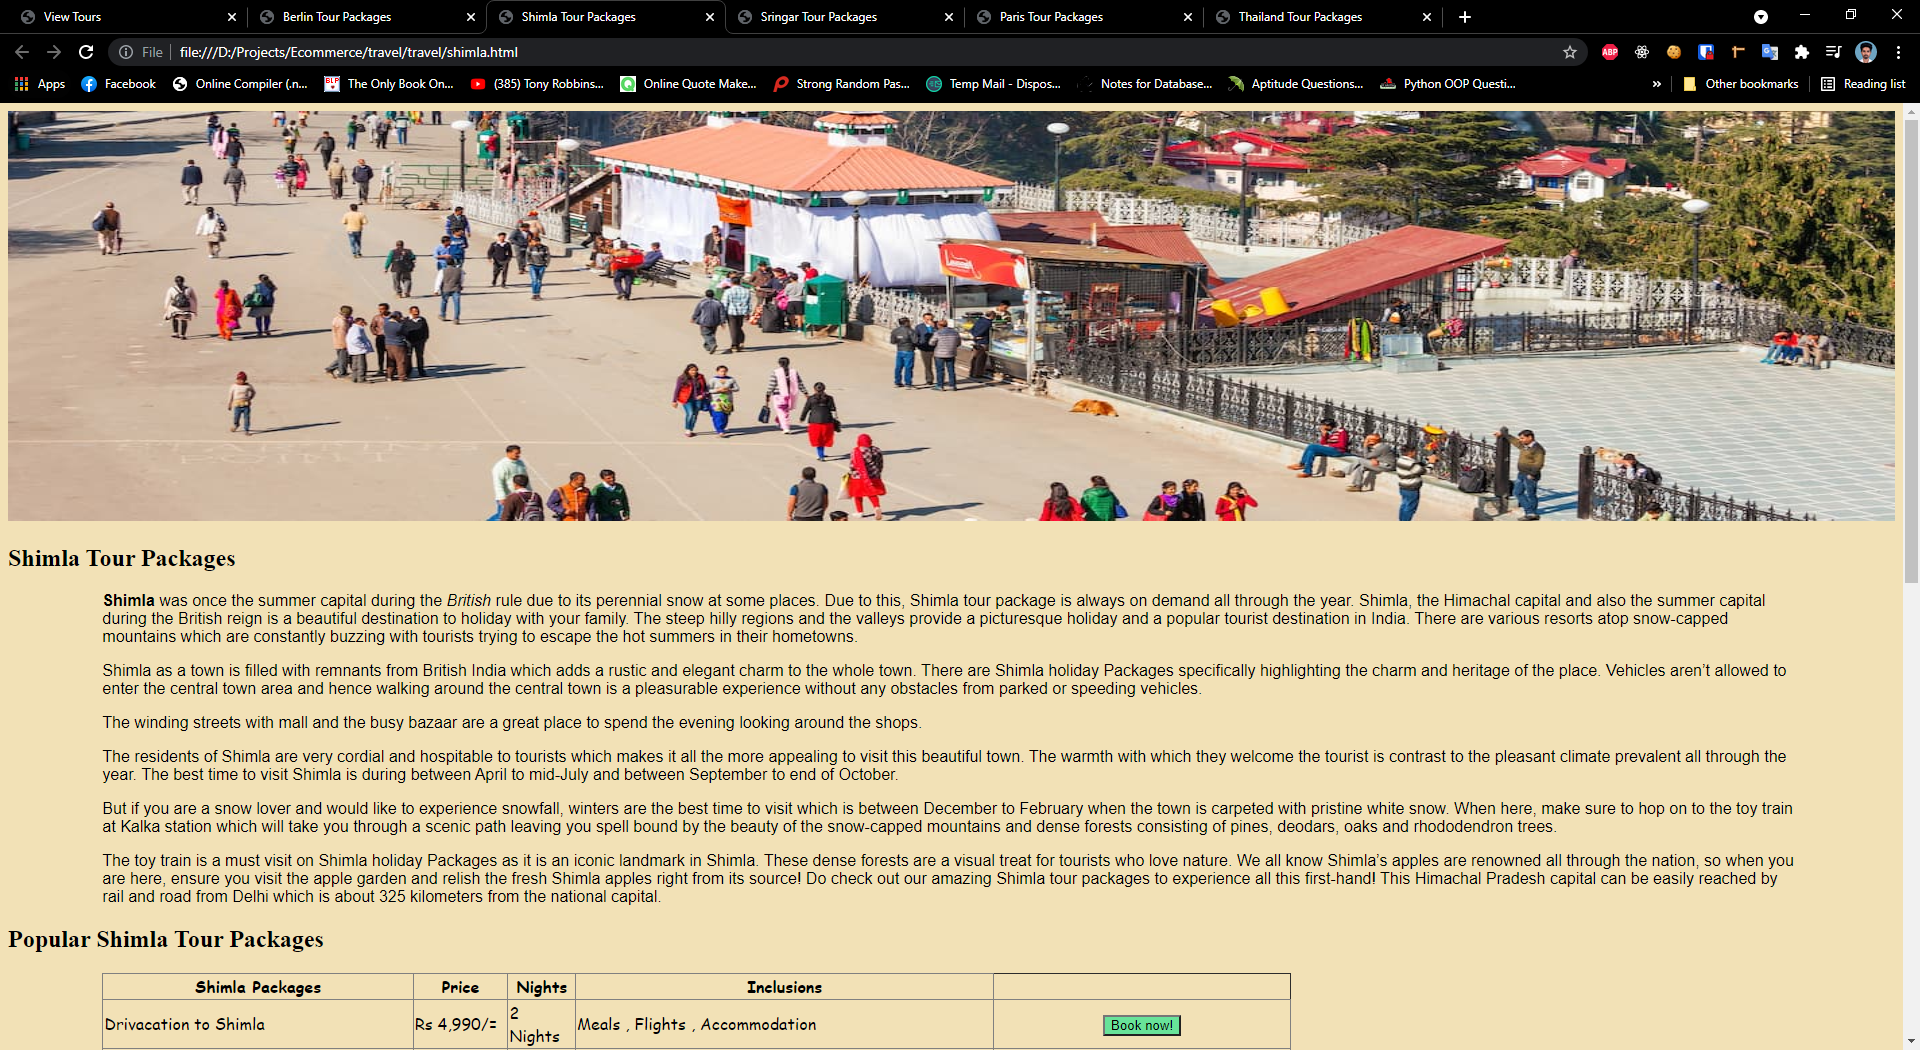 View Tours
Berlin Tour Packages
Shimla Tour Packages
Sringar Tour Packages
Paris Tour Packages
Thailand Tour Packages
File
file:///D:/Projects/Ecommerce/travel/travel/shimla.html
ABP
Apps
Facebook
Online Compiler (.n...
BLP
The Only Book On...
(385) Tony Robbins...
Online Quote Make...
Strong Random Pas...
Temp Mail - Dispos...
Notes for Database...
Aptitude Questions...
Python OOP Questi...
»
Other bookmarks
Reading list
Shimla Tour Packages
Shimla was once the summer capital during the British rule due to its perennial snow at some places. Due to this, Shimla tour package is always on demand all through the year. Shimla, the Himachal capital and also the summer capital
during the British reign is a beautiful destination to holiday with your family. The steep hilly regions and the valleys provide a picturesque holiday and a popular tourist destination in India. There are various resorts atop snow-capped
mountains which are constantly buzzing with tourists trying to escape the hot summers in their hometowns.
Shimla as a town is filled with remnants from British India which adds a rustic and elegant charm to the whole town. There are Shimla holiday Packages specifically highlighting the charm and heritage of the place. Vehicles aren’t allowed to
enter the central town area and hence walking around the central town is a pleasurable experience without any obstacles from parked or speeding vehicles.
The winding streets with mall and the busy bazaar are a great place to spend the evening looking around the shops.
The residents of Shimla are very cordial and hospitable to tourists which makes it all the more appealing to visit this beautiful town. The warmth with which they welcome the tourist is contrast to the pleasant climate prevalent all through the
year. The best time to visit Shimla is during between April to mid-July and between September to end of October.
But if you are a snow lover and would like to experience snowfall, winters are the best time to visit which is between December to February when the town is carpeted with pristine white snow. When here, make sure to hop on to the toy train
at Kalka station which will take you through a scenic path leaving you spell bound by the beauty of the snow-capped mountains and dense forests consisting of pines, deodars, oaks and rhododendron trees.
The toy train is a must visit on Shimla holiday Packages as it is an iconic landmark in Shimla. These dense forests are a visual treat for tourists who love nature. We all know Shimla’s apples are renowned all through the nation, so when you
are here, ensure you visit the apple garden and relish the fresh Shimla apples right from its source! Do check out our amazing Shimla tour packages to experience all this first-hand! This Himachal Pradesh capital can be easily reached by
rail and road from Delhi which is about 325 kilometers from the national capital.
Popular Shimla Tour Packages
Shimla Packages Price Nights Inclusions
Drivacation to Shimla Rs 4,990/= 2 Nights Meals , Flights , Accommodation Book now!